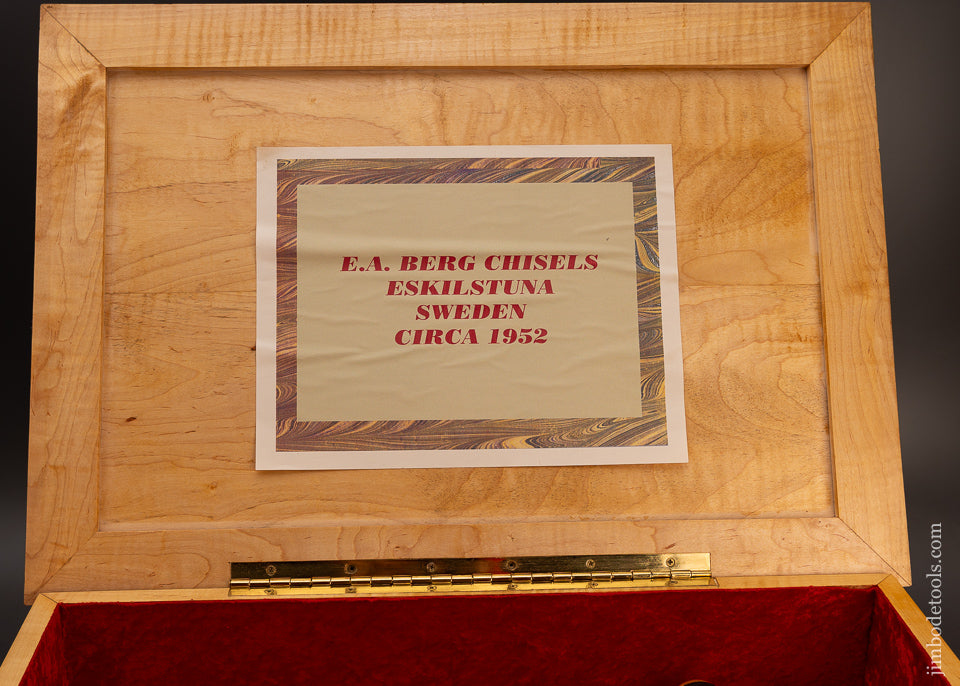 E.A. BERG CHISELS
ESKILSTUNA
SWEDEN
CIRCA 1952
jimbodetools.com